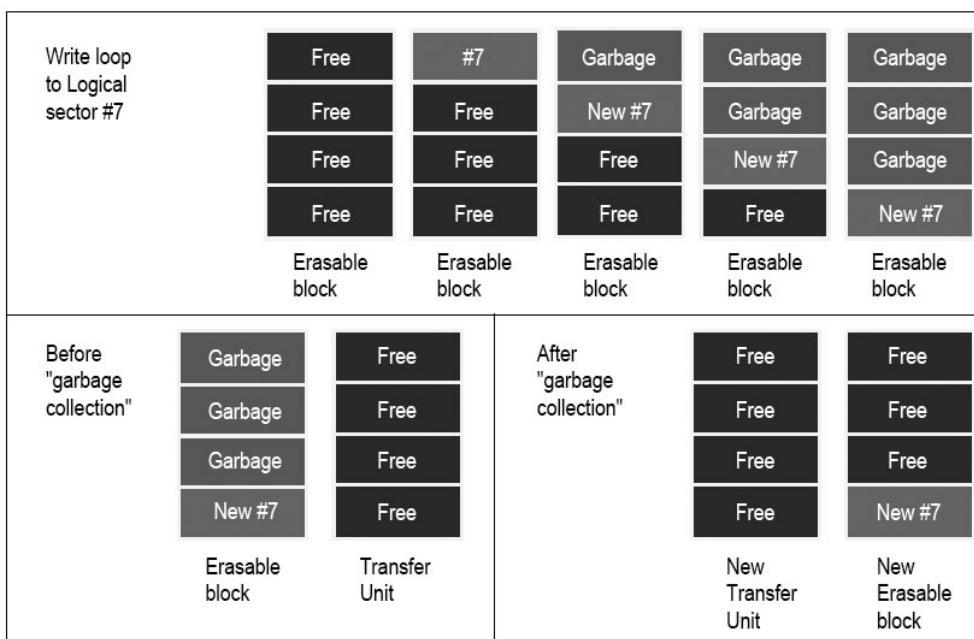 Write loop
to Logical
sector #7
Free #7 Garbage Garbage Garbage
Free Free New #7 Garbage Garbage
Free Free Free New #7 Garbage
Free Free Free Free New #7
Erasable block
Erasable block
Erasable block
Erasable block
Erasable block
Before
"garbage
collection"
Garbage Free
Garbage Free
Garbage Free
New #7 Free
Erasable
block
Transfer
Unit
After
"garbage
collection"
Free Free
Free Free
Free Free
Free New #7
New
Transfer
Unit
New
Erasable
block